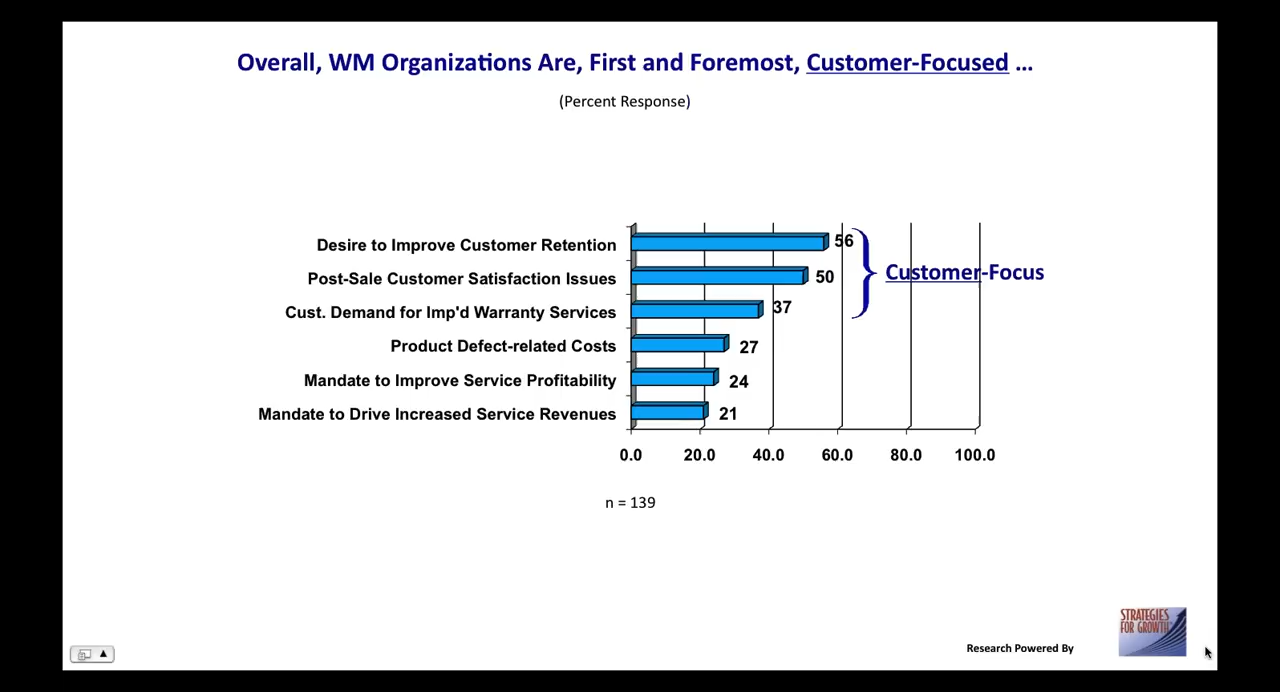 Overall, WM Organizations Are, First and Foremost, Customer-Focused ...
(Percent Response)
Desire to Improve Customer Retention
56
Post-Sale Customer Satisfaction Issues
50
Customer-Focus
Cust. Demand for Imp'd Warranty Services
37
Product Defect-related Costs
27
Mandate to Improve Service Profitability
24
Mandate to Drive Increased Service Revenues
21
0.0 20.0 40.0 60.0 80.0 100.0
n = 139
STRATEGIES
FOR GROWTH
Research Powered By